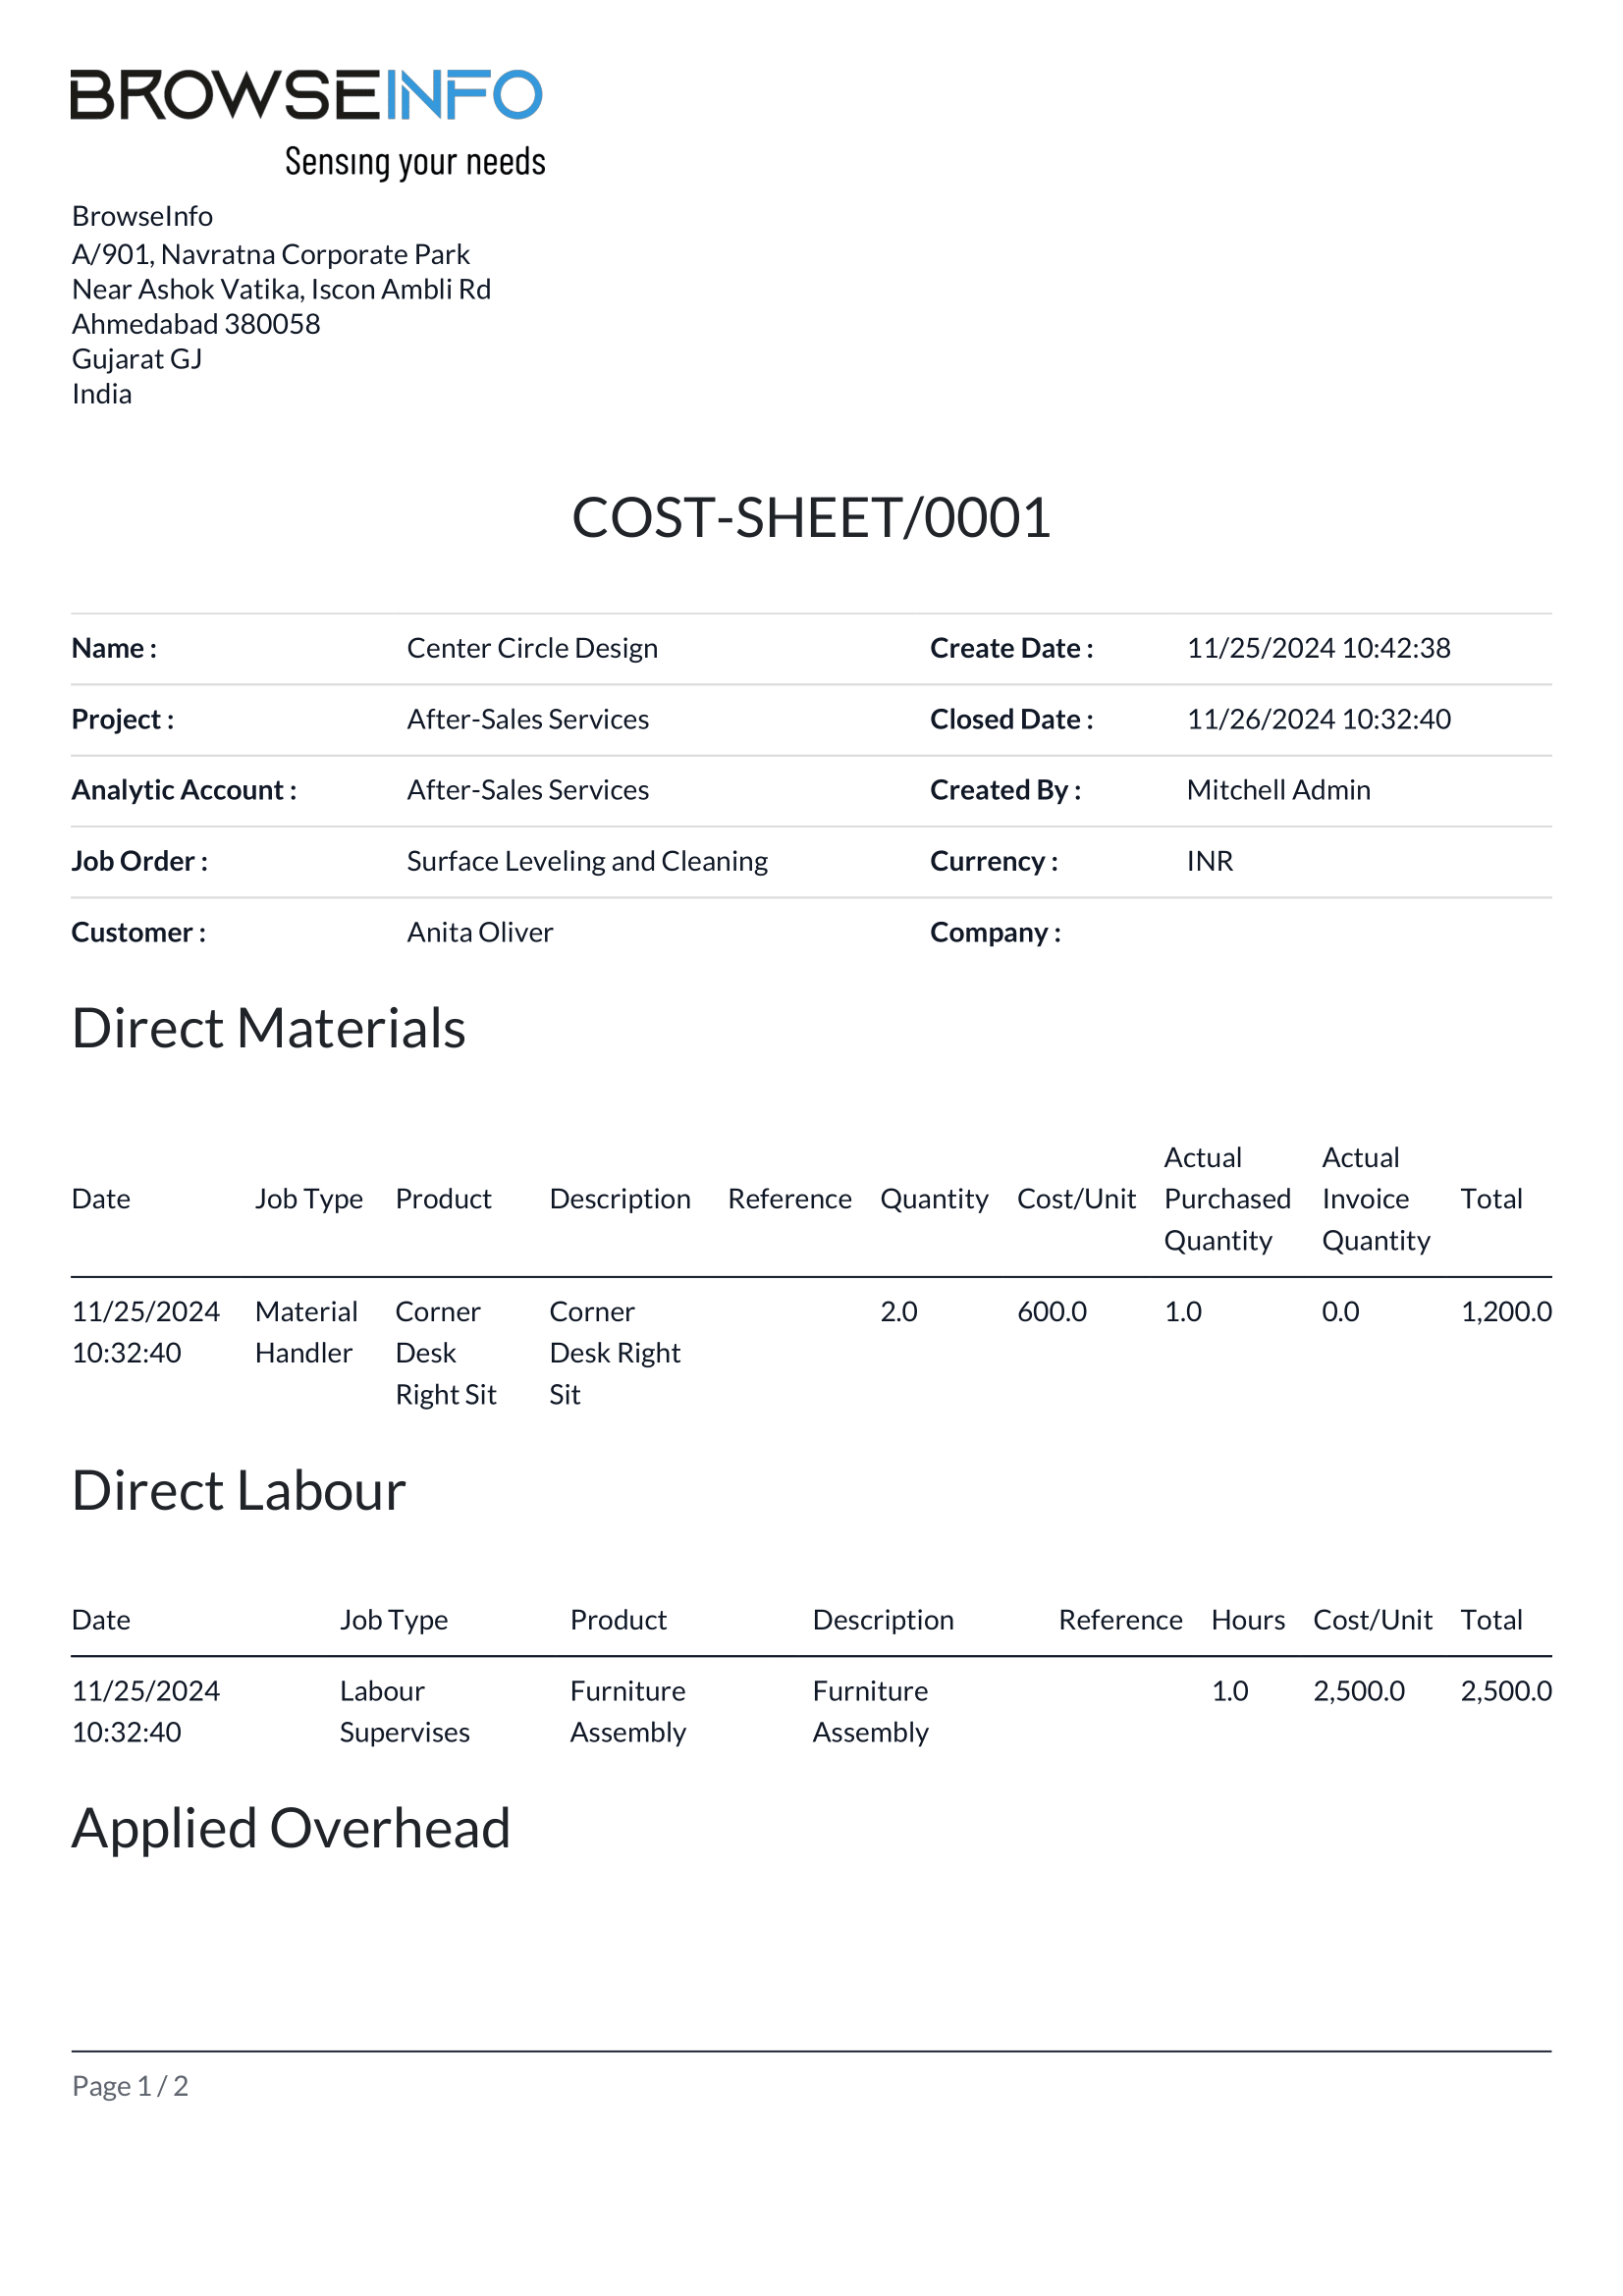 BROWSEINFO
Sensing your needs
BrowseInfo
A/901, Navratna Corporate Park
Near Ashok Vatika, Iscon Ambli Rd
Ahmedabad 380058
Gujarat GJ
India
COST-SHEET/0001
Name : Center Circle Design Create Date : 11/25/2024 10:42:38
Project : After-Sales Services Closed Date : 11/26/2024 10:32:40
Analytic Account : After-Sales Services Created By : Mitchell Admin
Job Order : Surface Leveling and Cleaning Currency : INR
Customer : Anita Oliver Company :
Direct Materials
Actual Actual
Date Job Type Product Description Reference Quantity Cost/Unit Purchased Invoice Total
Quantity Quantity
11/25/2024 Material Corner Corner 2.0 600.0 1.0 0.0 1,200.0
10:32:40 Handler Desk Desk Right
Right Sit Sit
Direct Labour
Date Job Type Product Description Reference Hours Cost/Unit Total
11/25/2024 Labour Furniture Furniture 1.0 2,500.0 2,500.0
10:32:40 Supervises Assembly Assembly
Applied Overhead
Page 1 / 2